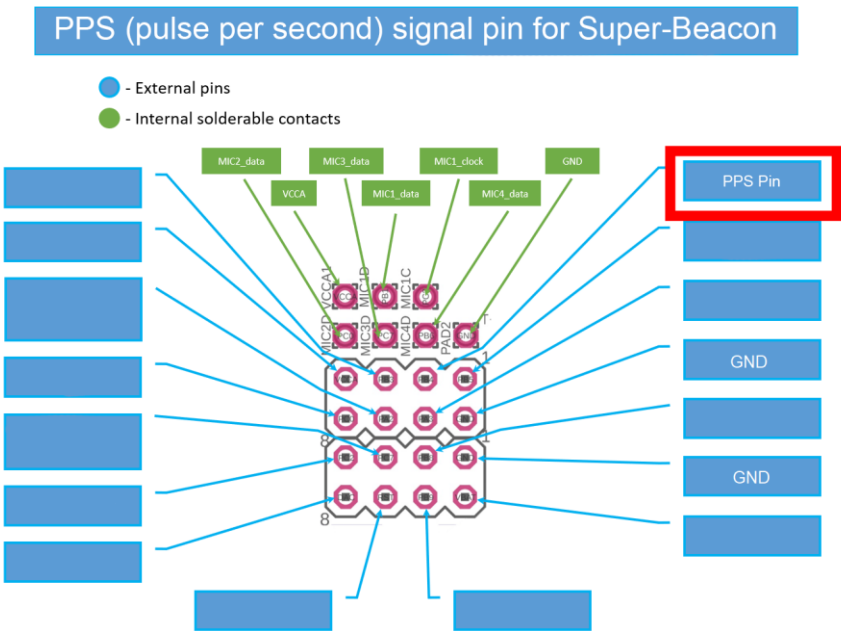 PPS (pulse per second) signal pin for Super-Beacon
- External pins
- Internal solderable contacts
MIC2_data
MIC3_data
MIC1_clock
GND
VCCA
MIC1_data
MIC4_data
PPS Pin
VCCA1
MIC1D
MIC1C
MIC2D
MIC3D
MIC4D
PAD2
1
GND
8
1
GND
8